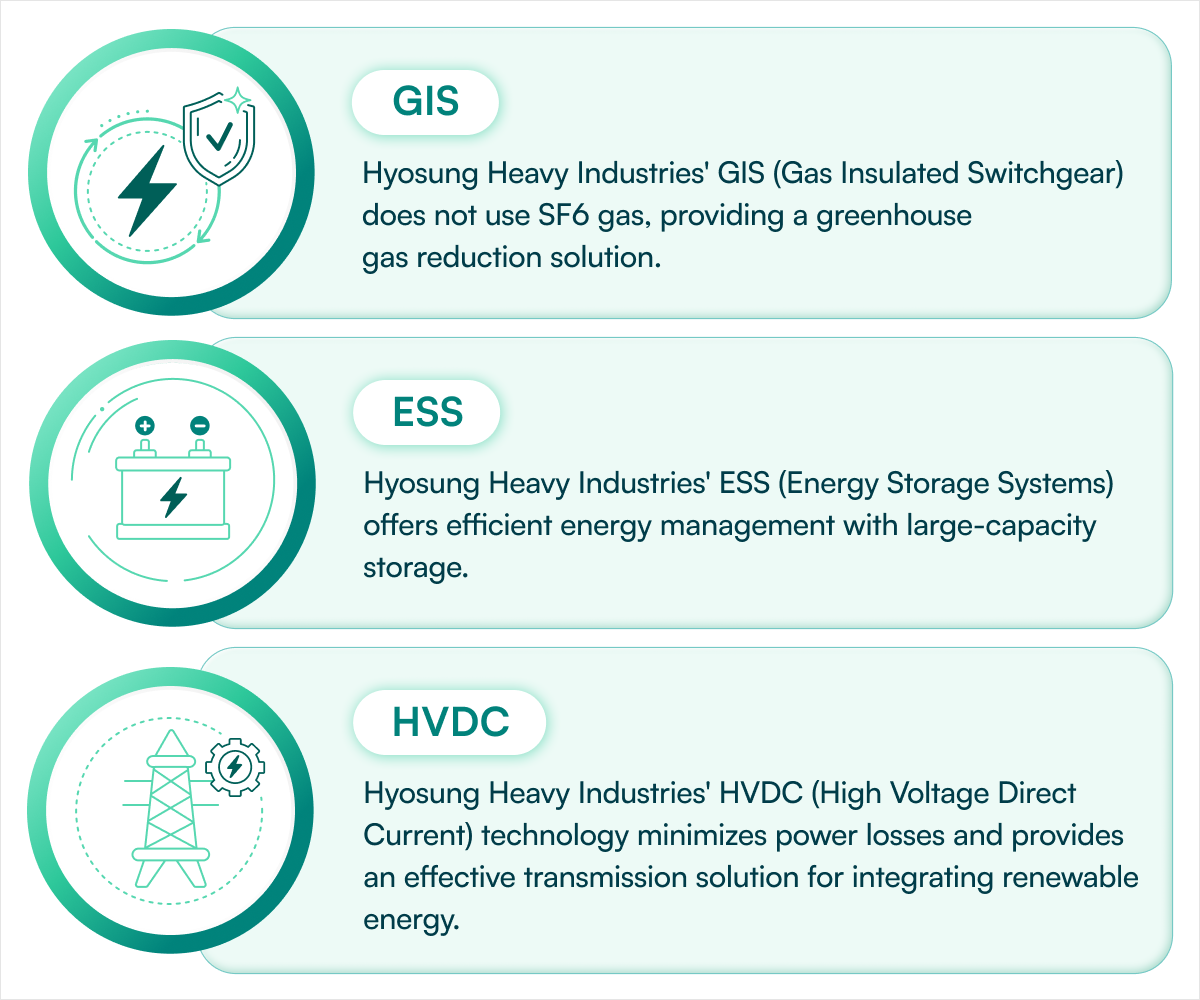 GIS
Hyosung Heavy Industries' GIS (Gas Insulated Switchgear)
does not use SF6 gas, providing a greenhouse
gas reduction solution.
ESS
Hyosung Heavy Industries' ESS (Energy Storage Systems)
offers efficient energy management with large-capacity
storage.
HVDC
Hyosung Heavy Industries' HVDC (High Voltage Direct
Current) technology minimizes power losses and provides
an effective transmission solution for integrating renewable
energy.